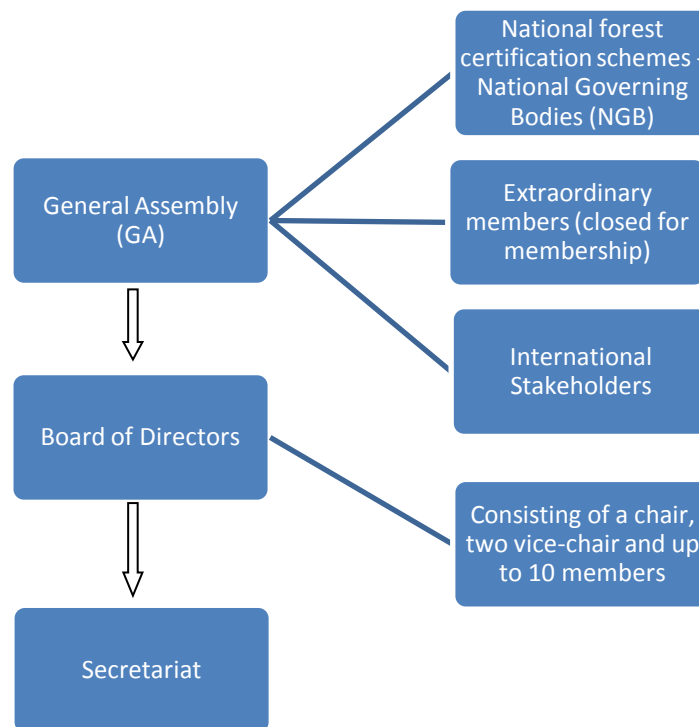 National forest
certification schemes -
National Governing
Bodies (NGB)
General Assembly
(GA)
Extraordinary
members (closed for
membership)
International
Stakeholders
Board of Directors
Consisting of a chair,
two vice-chair and up
to 10 members
Secretariat